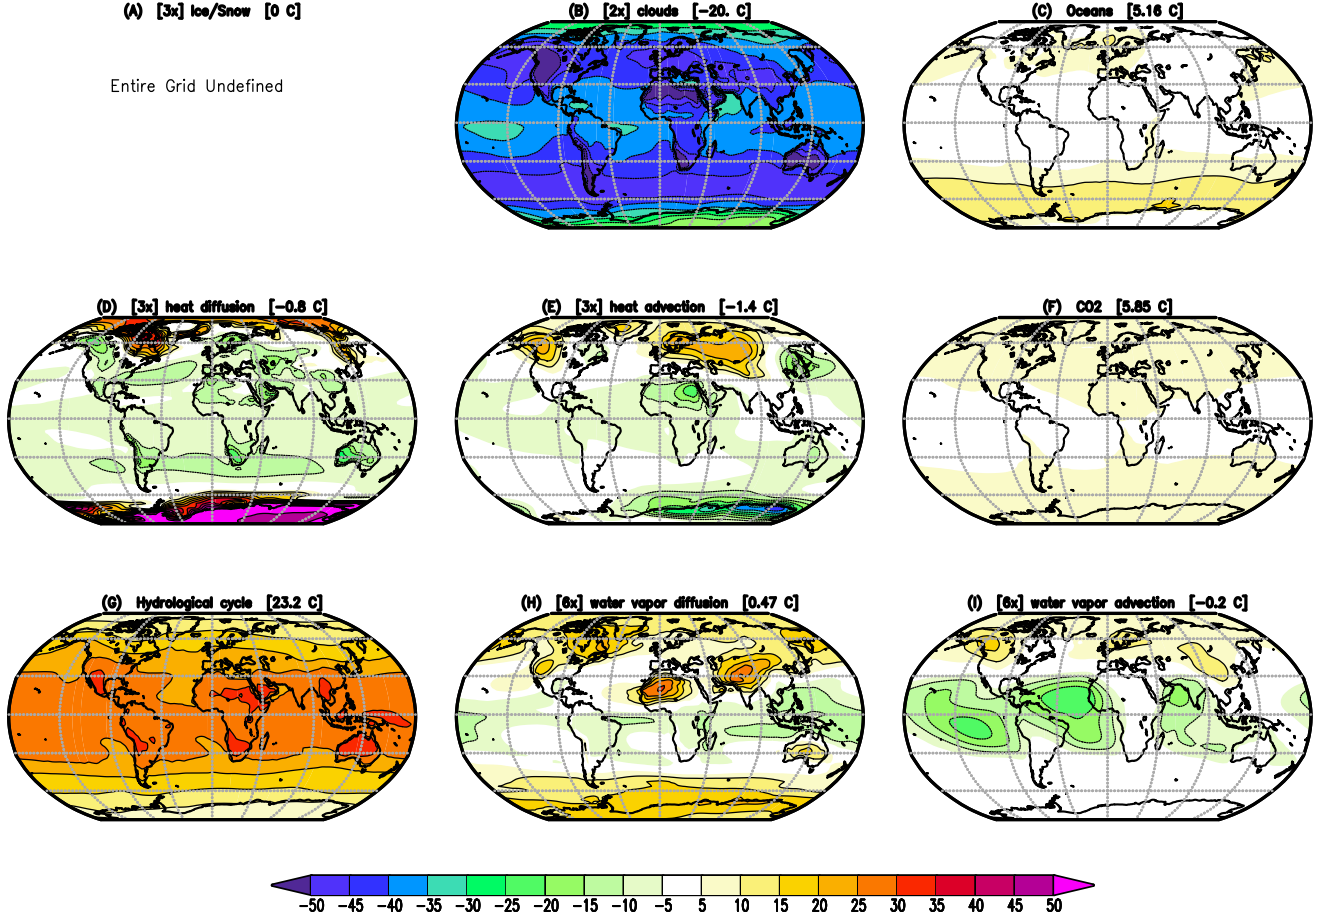 (A) [3x] Ice/Snow [0 C]
(B) [2x] clouds [−20. C]
(C) Oceans [5.16 C]
Entire Grid Undefined
(D) [3x] heat diffusion [−0.8 C]
(E) [3x] heat advection [−1.4 C]
(F) CO2 [5.85 C]
(G) Hydrological cycle [23.2 C]
(H) [6x] water vapor diffusion [0.47 C]
(I) [6x] water vapor advection [−0.2 C]
−50 −45 −40 −35 −30 −25 −20 −15 −10 −5 5 10 15 20 25 30 35 40 45 50